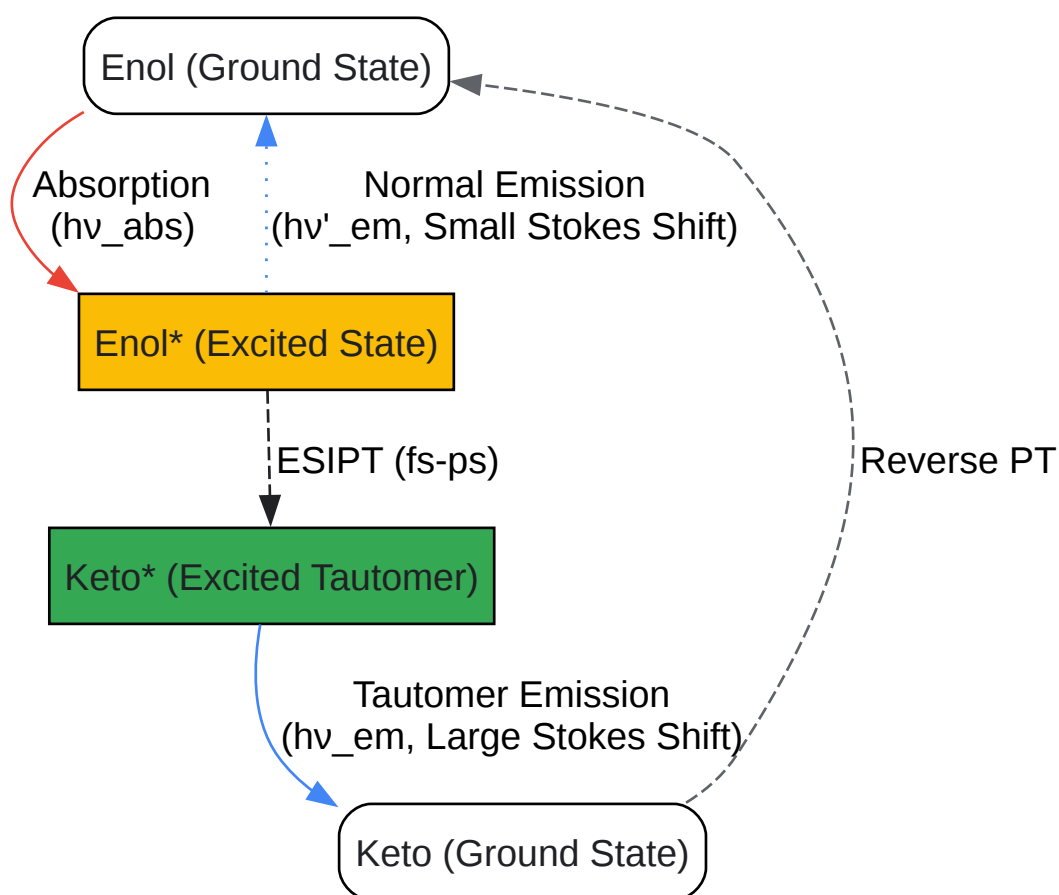 Enol (Ground State)
Absorption
(hν_abs)
Normal Emission
(hν'_em, Small Stokes Shift)
Enol* (Excited State)
ESIPT (fs-ps)
Reverse PT
Keto* (Excited Tautomer)
Tautomer Emission
(hν_em, Large Stokes Shift)
Keto (Ground State)